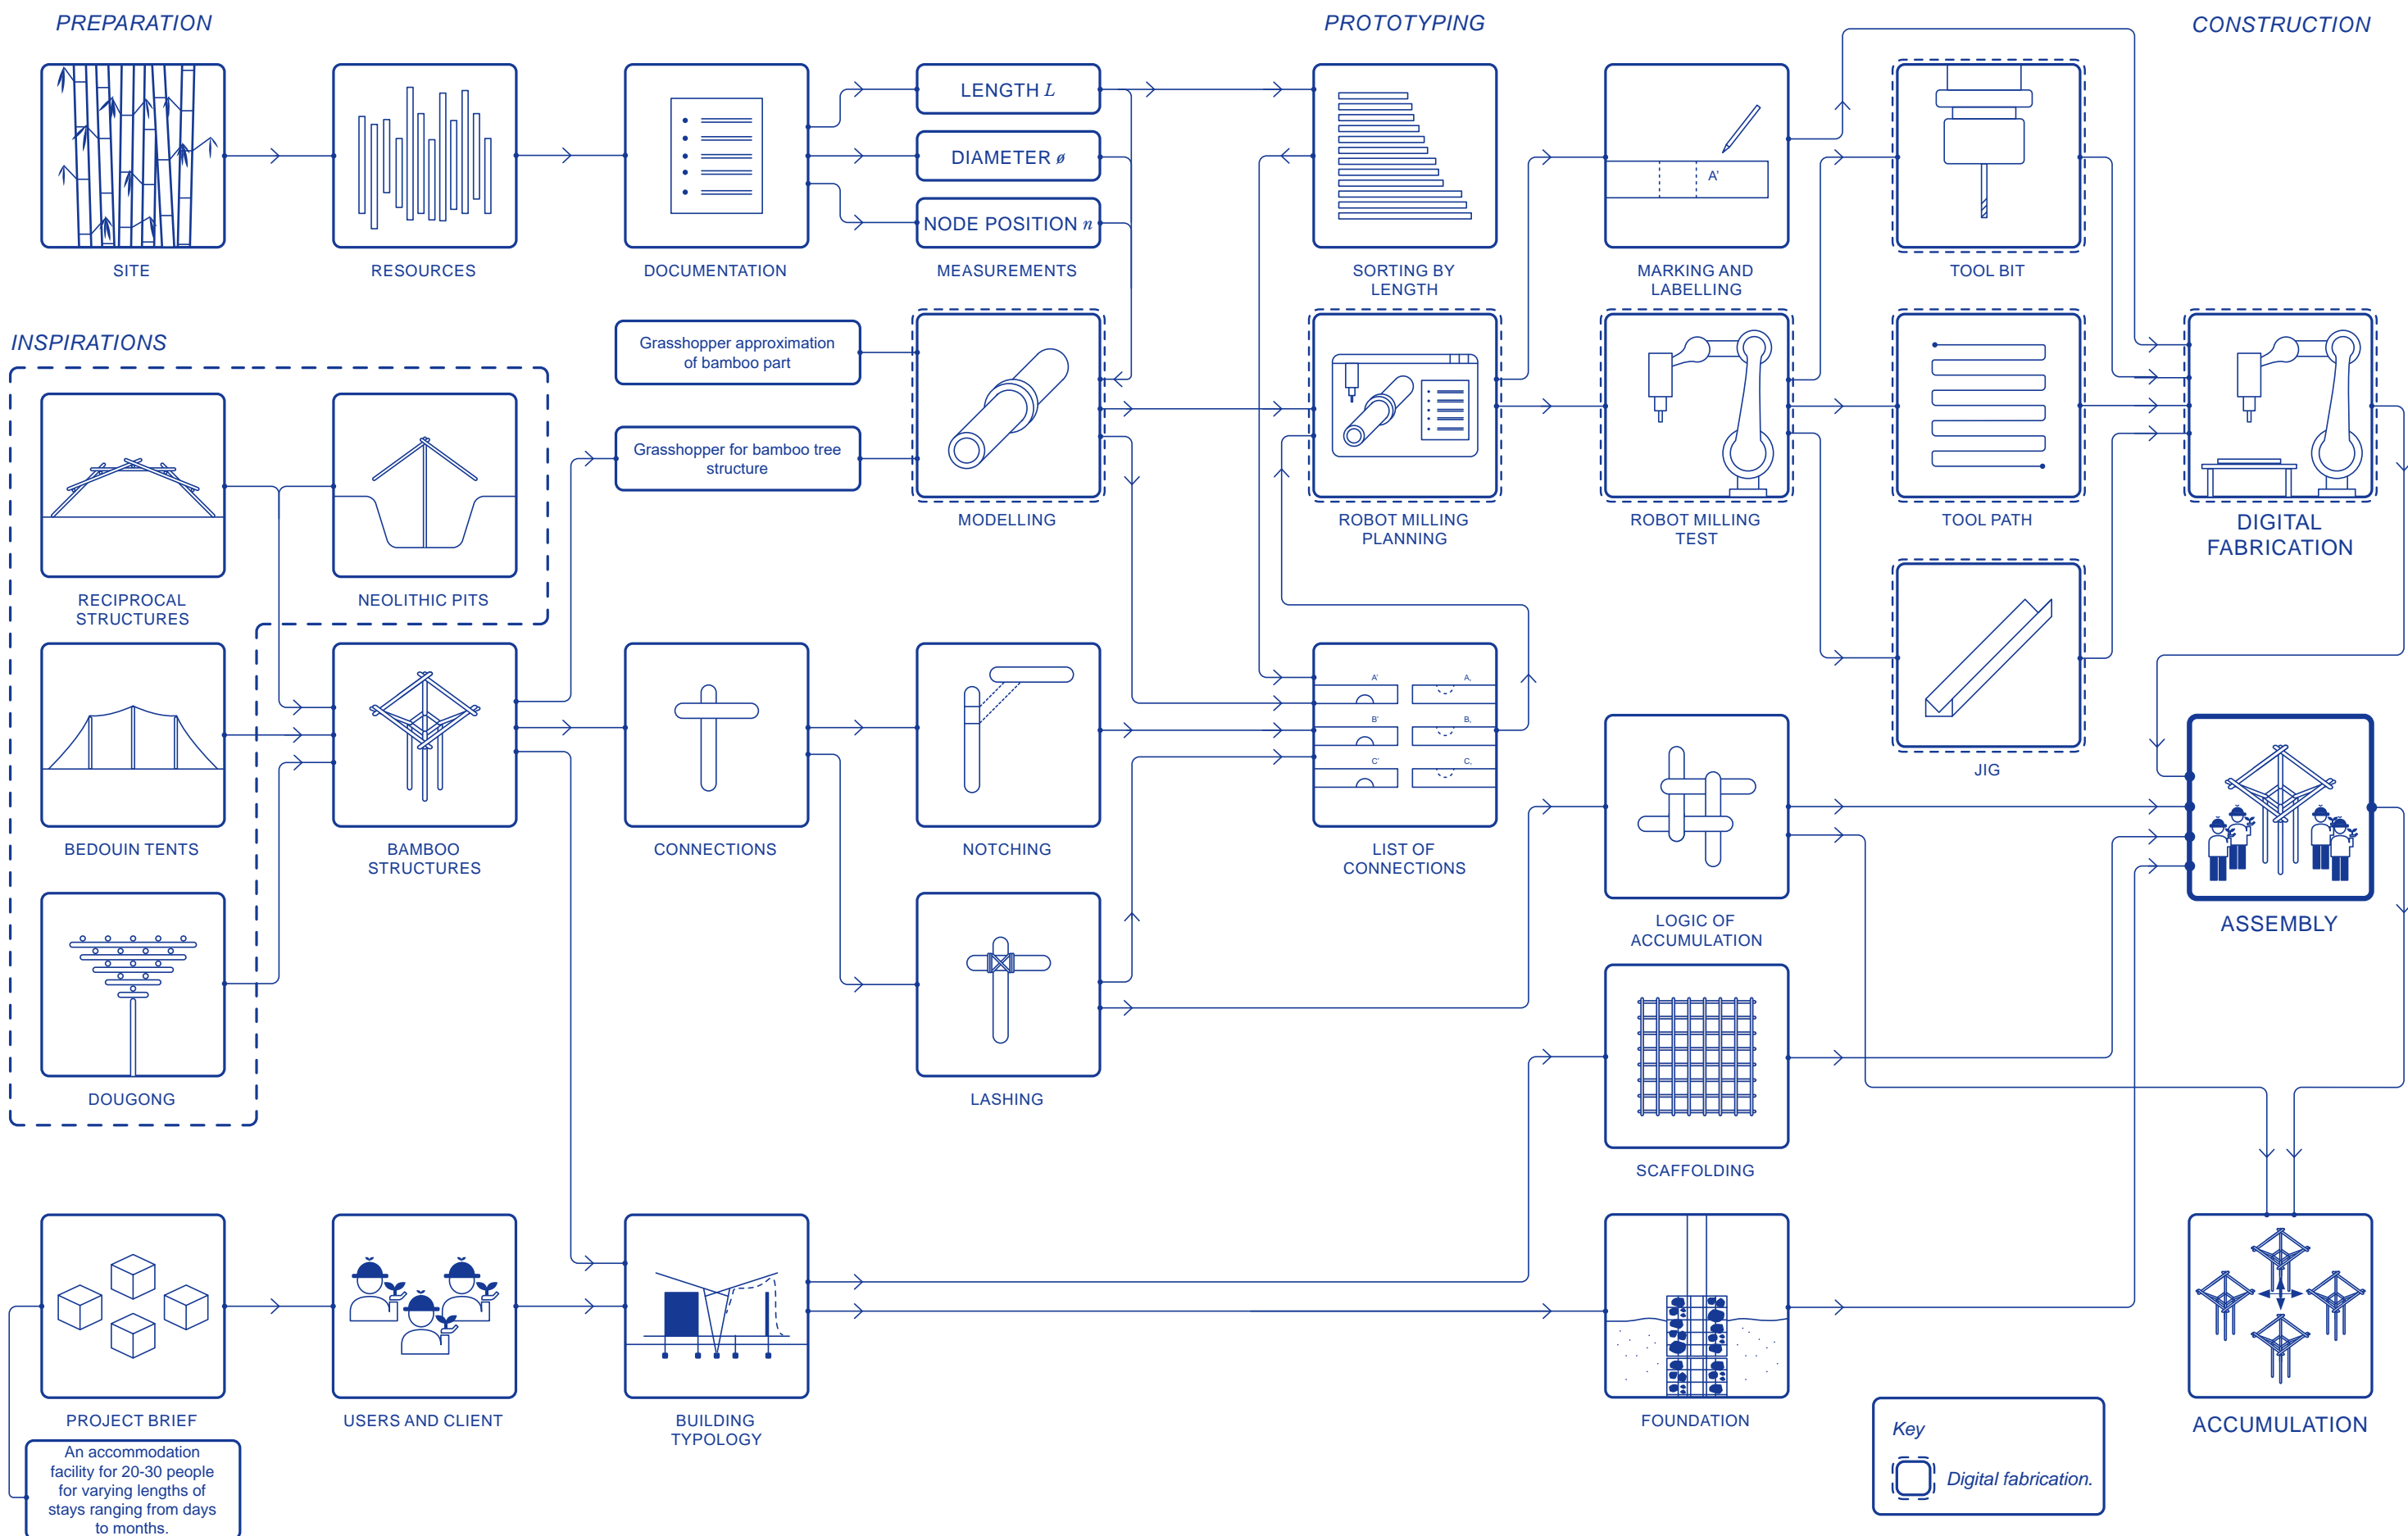 PREPARATION
PROTOTYPING
CONSTRUCTION
LENGTH L
DIAMETER ø
NODE POSITION n
A'
SITE
RESOURCES
DOCUMENTATION
MEASUREMENTS
SORTING BY
LENGTH
MARKING AND
LABELLING
TOOL BIT
INSPIRATIONS
Grasshopper approximation
of bamboo part
Grasshopper for bamboo tree
structure
MODELLING
ROBOT MILLING
PLANNING
ROBOT MILLING
TEST
TOOL PATH
DIGITAL
FABRICATION
RECIPROCAL
STRUCTURES
NEOLITHIC PITS
A'
A,
B'
B,
C'
C,
JIG
BEDOUIN TENTS
BAMBOO
STRUCTURES
CONNECTIONS
NOTCHING
LIST OF
CONNECTIONS
LOGIC OF
ACCUMULATION
ASSEMBLY
DOUGONG
LASHING
SCAFFOLDING
PROJECT BRIEF
USERS AND CLIENT
BUILDING
TYPOLOGY
FOUNDATION
ACCUMULATION
An accommodation
facility for 20-30 people
for varying lengths of
stays ranging from days
to months.
Key
Digital fabrication.